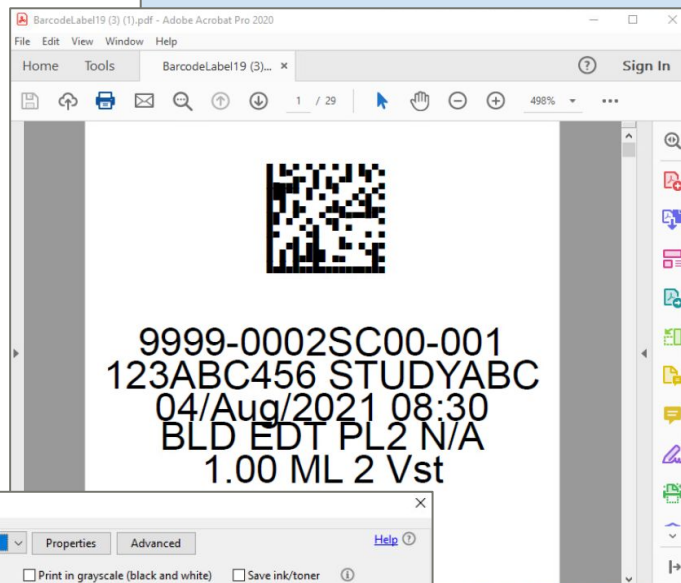 BarcodeLabel19 (3) (1).pdf - Adobe Acrobat Pro 2020
File Edit View Window Help
Home Tools BarcodeLabel19 (3)... × ? Sign In
1 / 29 498%
9999-0002SC00-001
123ABC456 STUDYABC
04/Aug/2021 08:30
BLD EDT PL2 N/A
1.00 ML 2 Vst
Properties Advanced Help ?
Print in grayscale (black and white) Save ink/toner